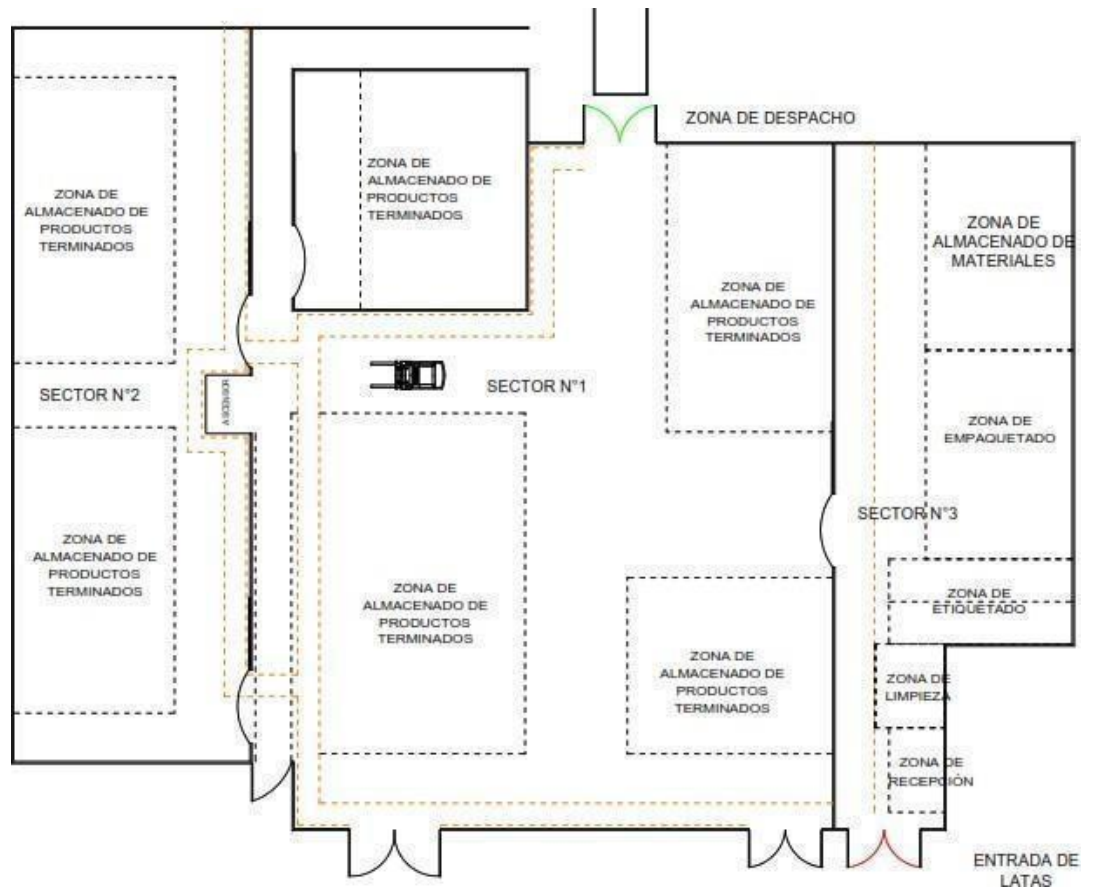 ZONA DE DESPACHO
ZONA DE
ALMACENADO DE
PRODUCTOS
TERMINADOS
ZONA DE
ALMACENADO DE
PRODUCTOS
TERMINADOS
ZONA DE
ALMACENADO DE
MATERIALES
ZONA DE
ALMACENADO DE
PRODUCTOS
TERMINADOS
SECTOR N°2
ASCENSOR
SECTOR N°1
ZONA DE
EMPAQUETADO
SECTOR N°3
ZONA DE
ALMACENADO DE
PRODUCTOS
TERMINADOS
ZONA DE
ALMACENADO DE
PRODUCTOS
TERMINADOS
ZONA DE
ETIQUETADO
ZONA DE
ALMACENADO DE
PRODUCTOS
TERMINADOS
ZONA DE
LIMPIEZA
ZONA DE
RECEPCIÓN
ENTRADA DE
LATAS